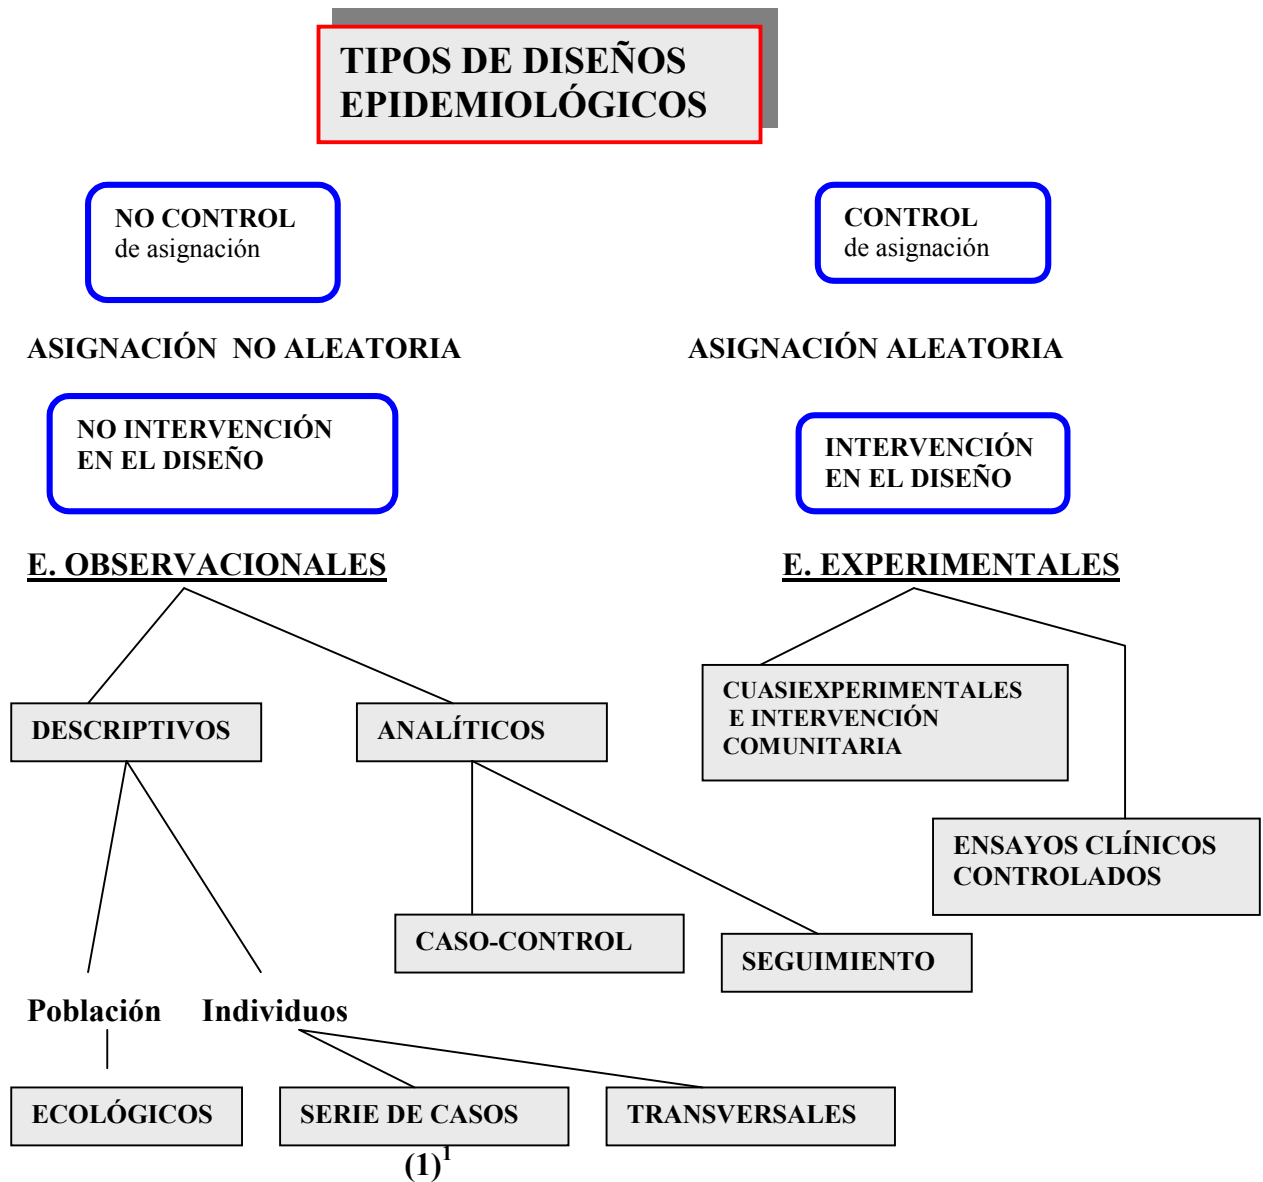 TIPOS DE DISEÑOS
EPIDEMIOLÓGICOS
NO CONTROL
de asignación
CONTROL
de asignación
ASIGNACIÓN NO ALEATORIA
ASIGNACIÓN ALEATORIA
NO INTERVENCIÓN
EN EL DISEÑO
INTERVENCIÓN
EN EL DISEÑO
E. OBSERVACIONALES
E. EXPERIMENTALES
DESCRIPTIVOS
ANALÍTICOS
CUASIEXPERIMENTALES
E INTERVENCIÓN
COMUNITARIA
ENSAYOS CLÍNICOS
CONTROLADOS
CASO-CONTROL
SEGUIMIENTO
Población
Individuos
ECOLÓGICOS
SERIE DE CASOS
TRANSVERSALES
(1)¹